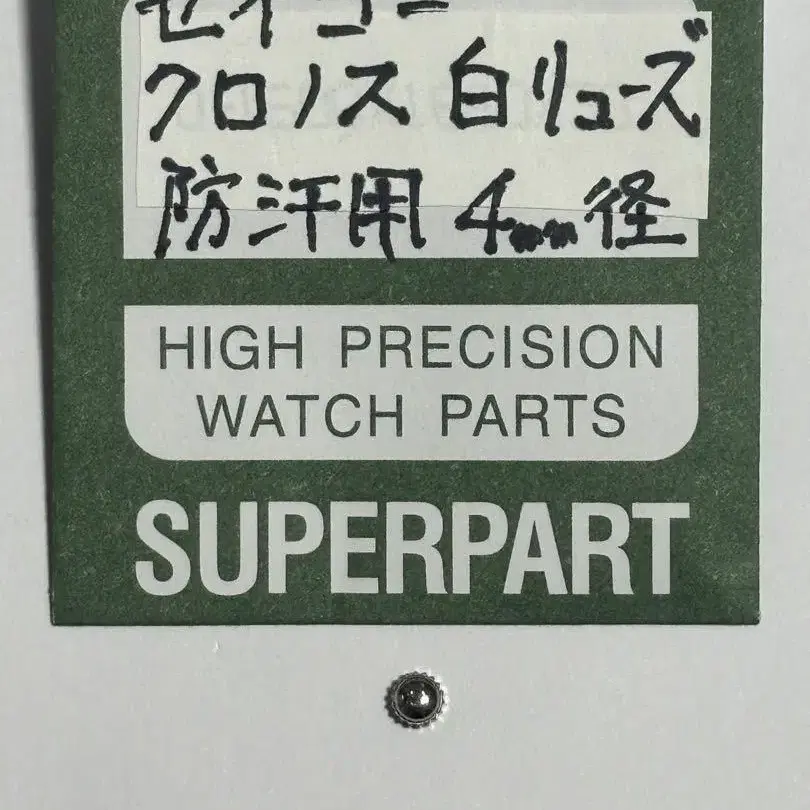 セイコー
クロノス 白リューズ
防汗用 4mm径
HIGH PRECISION
WATCH PARTS
SUPERPART